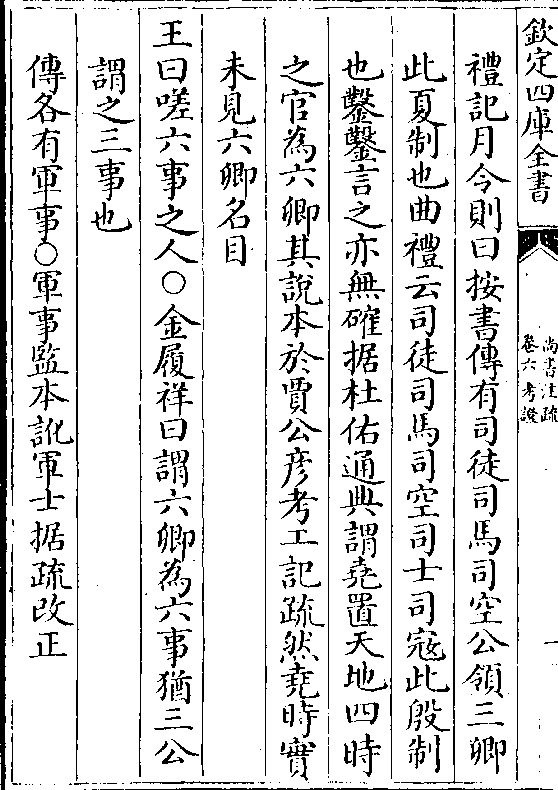 欽定四庫全書
尚書注疏
卷六考證
一
禮記月令則曰按書傳有司徒司馬司空公領三卿
此夏制也曲禮云司徒司馬司空司士司寇此殷制
也鑿鑿言之亦無確据杜佑通典謂堯置天地四時
之官為六卿其說本於賈公彦考工記疏然堯時實
未見六卿名目
王曰嗟六事之人○金履祥曰謂六卿為六事猶三公
謂之三事也
傳各有軍事○軍事監本訛軍士据疏改正